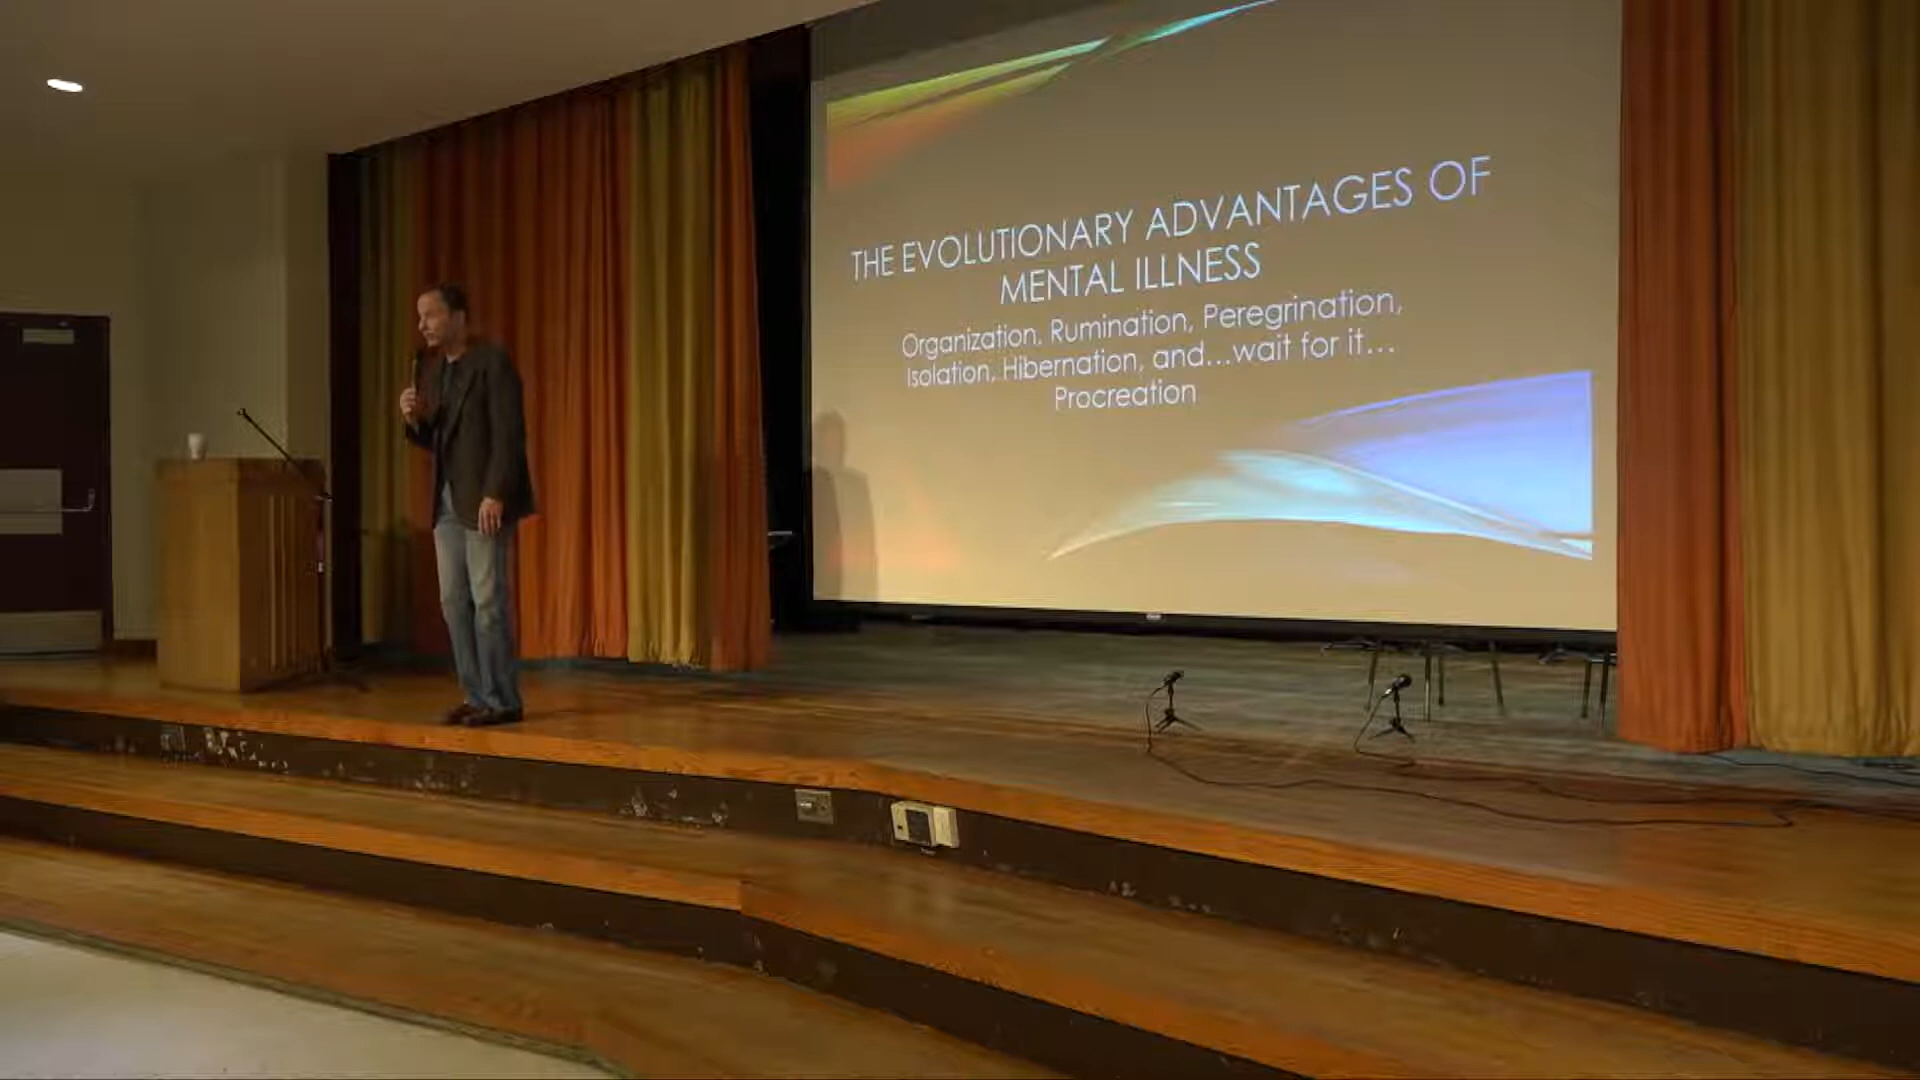 THE EVOLUTIONARY ADVANTAGES OF
MENTAL ILLNESS
Organization, Rumination, Peregrination,
Isolation, Hibernation, and...wait for it...
Procreation